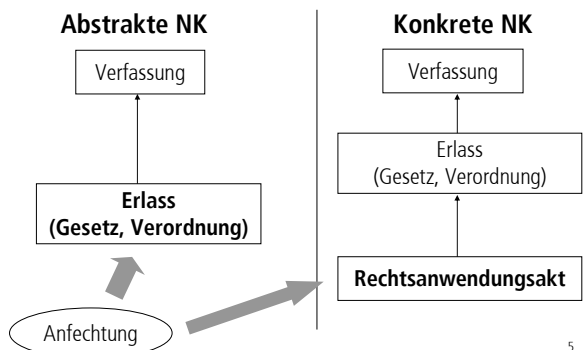 Abstrakte NK
Verfassung
Erlass
(Gesetz, Verordnung)
Anfechtung
Konkrete NK
Verfassung
Erlass
(Gesetz, Verordnung)
Rechtsanwendungsakt
5